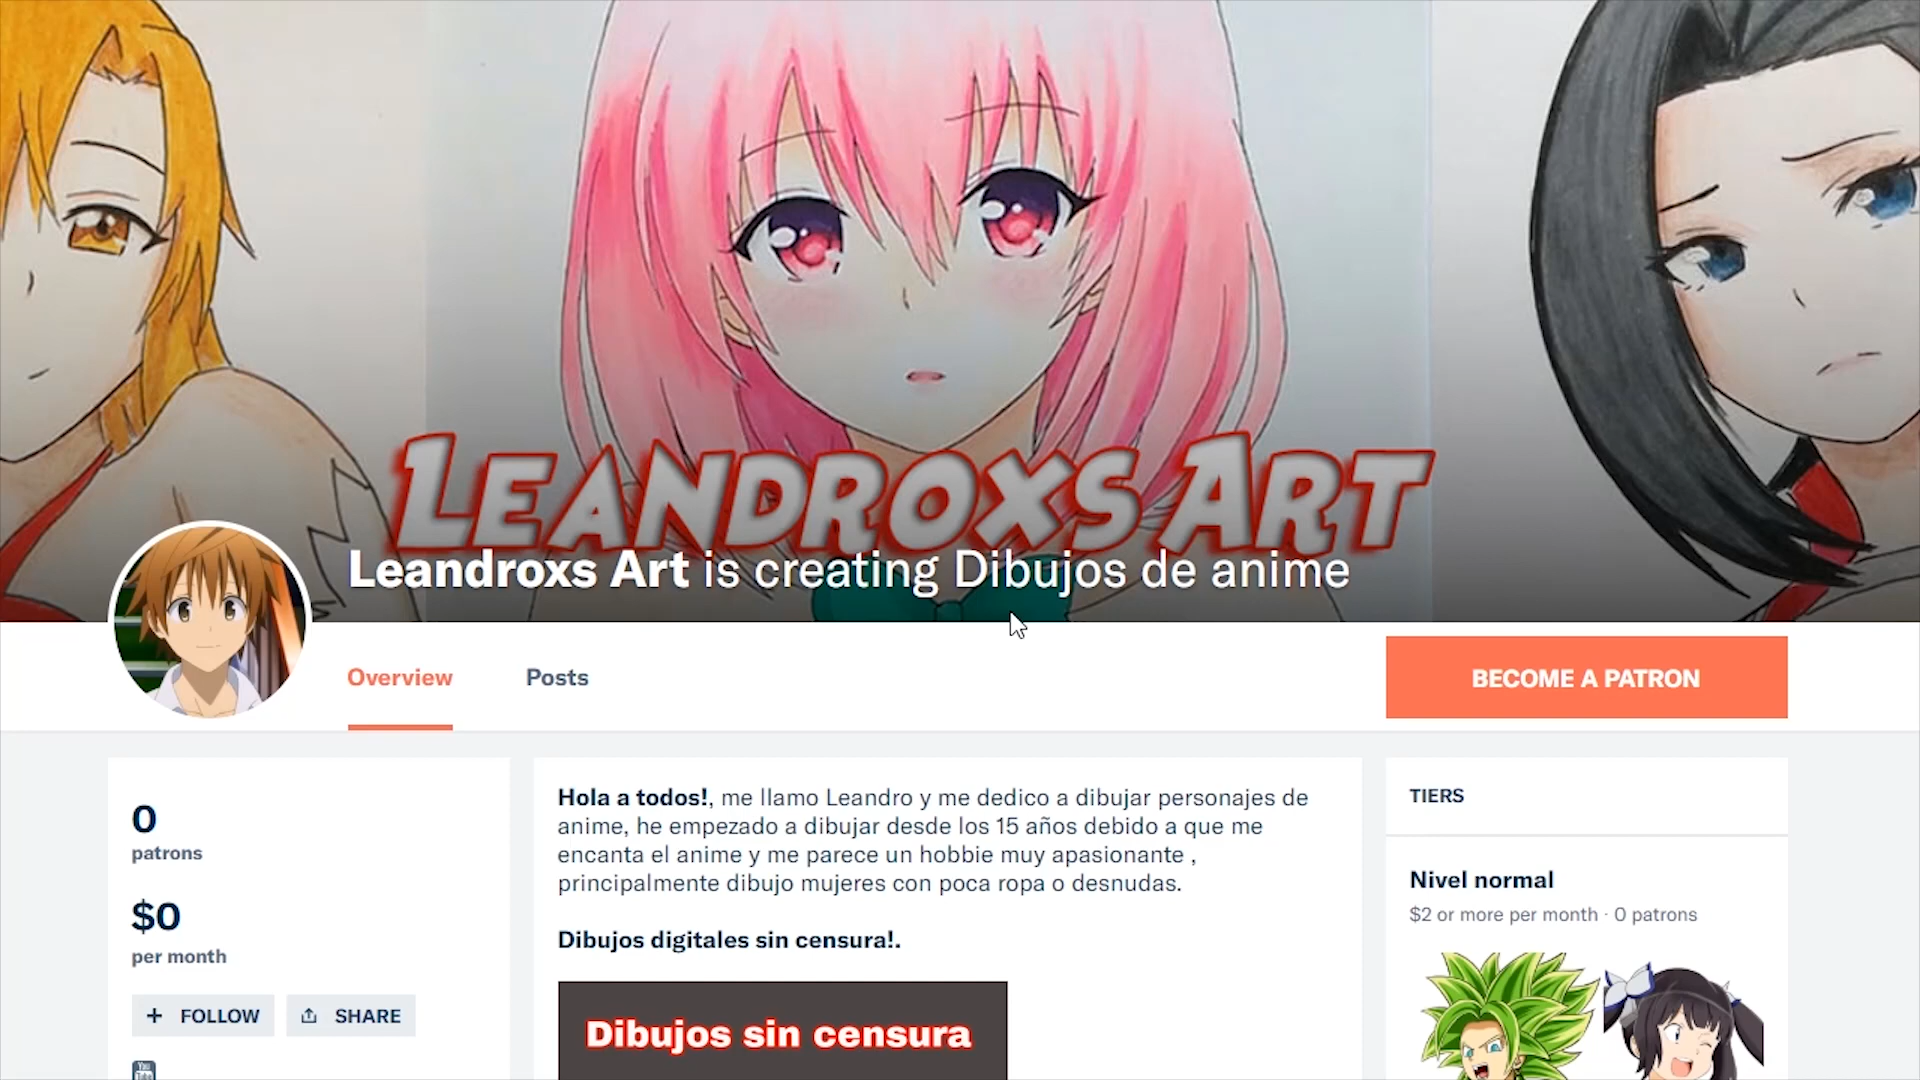 LEANDROXS ART
Leandroxs Art is creating Dibujos de anime
Overview
Posts
BECOME A PATRON
0
patrons
$0
per month
+ FOLLOW
SHARE
You
Tube
Hola a todos!, me llamo Leandro y me dedico a dibujar personajes de
anime, he empezado a dibujar desde los 15 años debido a que me
encanta el anime y me parece un hobbie muy apasionante ,
principalmente dibujo mujeres con poca ropa o desnudas.
Dibujos digitales sin censura!.
Dibujos sin censura
TIERS
Nivel normal
$2 or more per month · 0 patrons